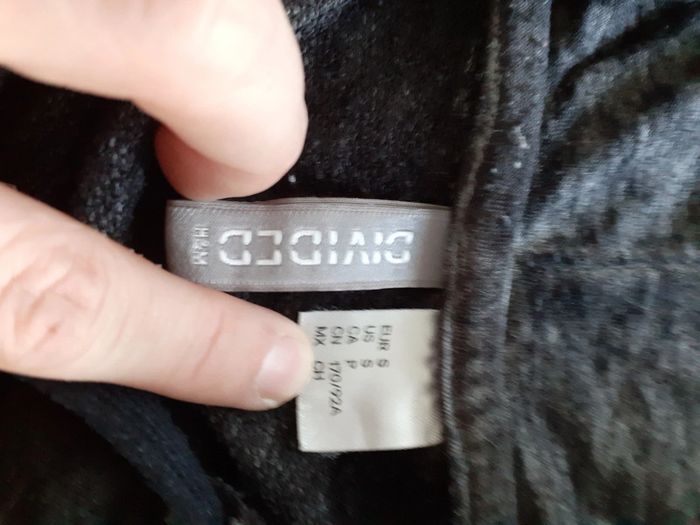 DIVIDED
H&M
EUR S
US S
CA P
CN 170/92A
MX CH